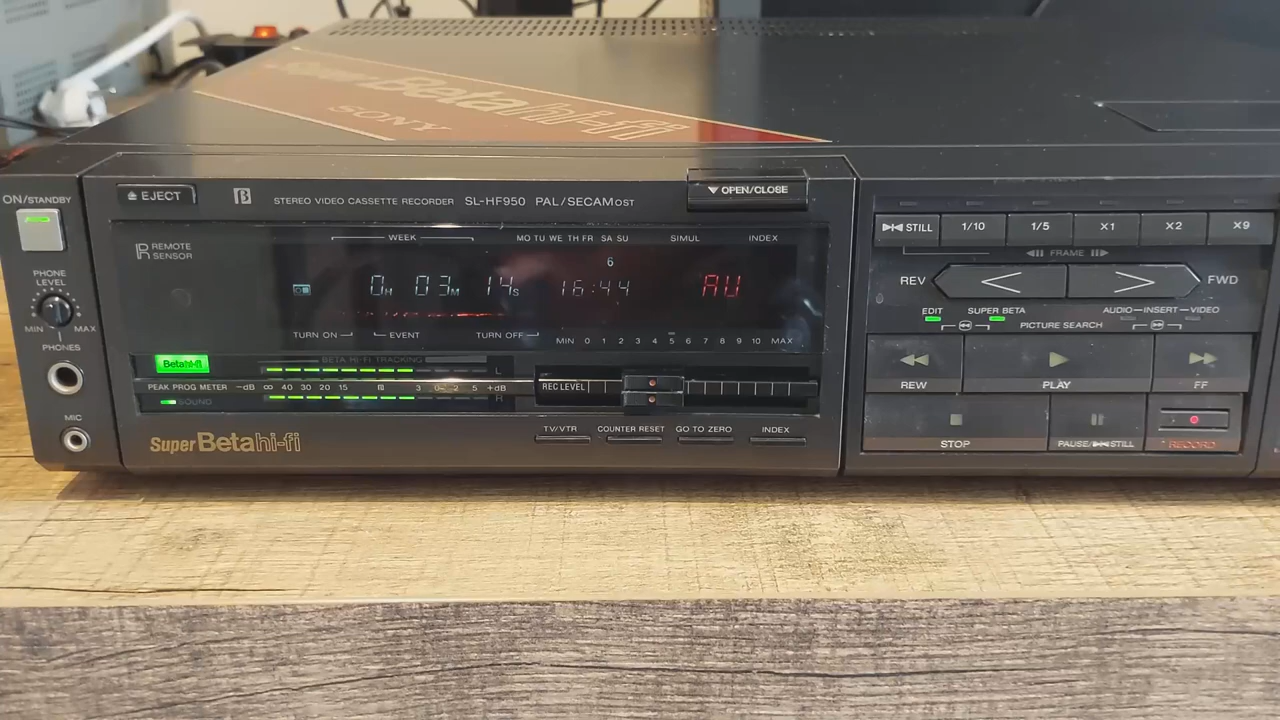 Super Beta hi-fi
SONY
ON/STANDBY
EJECT
STEREO VIDEO CASSETTE RECORDER SL-HF950 PAL/SECAMOST
OPEN/CLOSE
STILL 1/10 1/5 X1 X2 X9
REMOTE
SENSOR
WEEK
MO TU WE TH FR SA SU
SIMUL
INDEX
FRAME
PHONE
LEVEL
MIN MAX
0H 03M 14S
6
16:44
AU
REV < > FWD
EDIT
SUPER BETA
AUDIO INSERT VIDEO
PICTURE SEARCH
TURN ON
EVENT
TURN OFF
MIN 0 1 2 3 4 5 6 7 8 9 10 MAX
PHONES
Beta hi-fi
BETA HI-FI TRACKING
L
PEAK PROG METER -dB ∞ 40 30 20 15 3 0 2 5 +dB
REC LEVEL
SOUND
R
REW
PLAY
FF
MIC
TV/VTR
COUNTER RESET
GO TO ZERO
INDEX
Super Beta hi-fi
STOP
PAUSE/STILL
RECORD